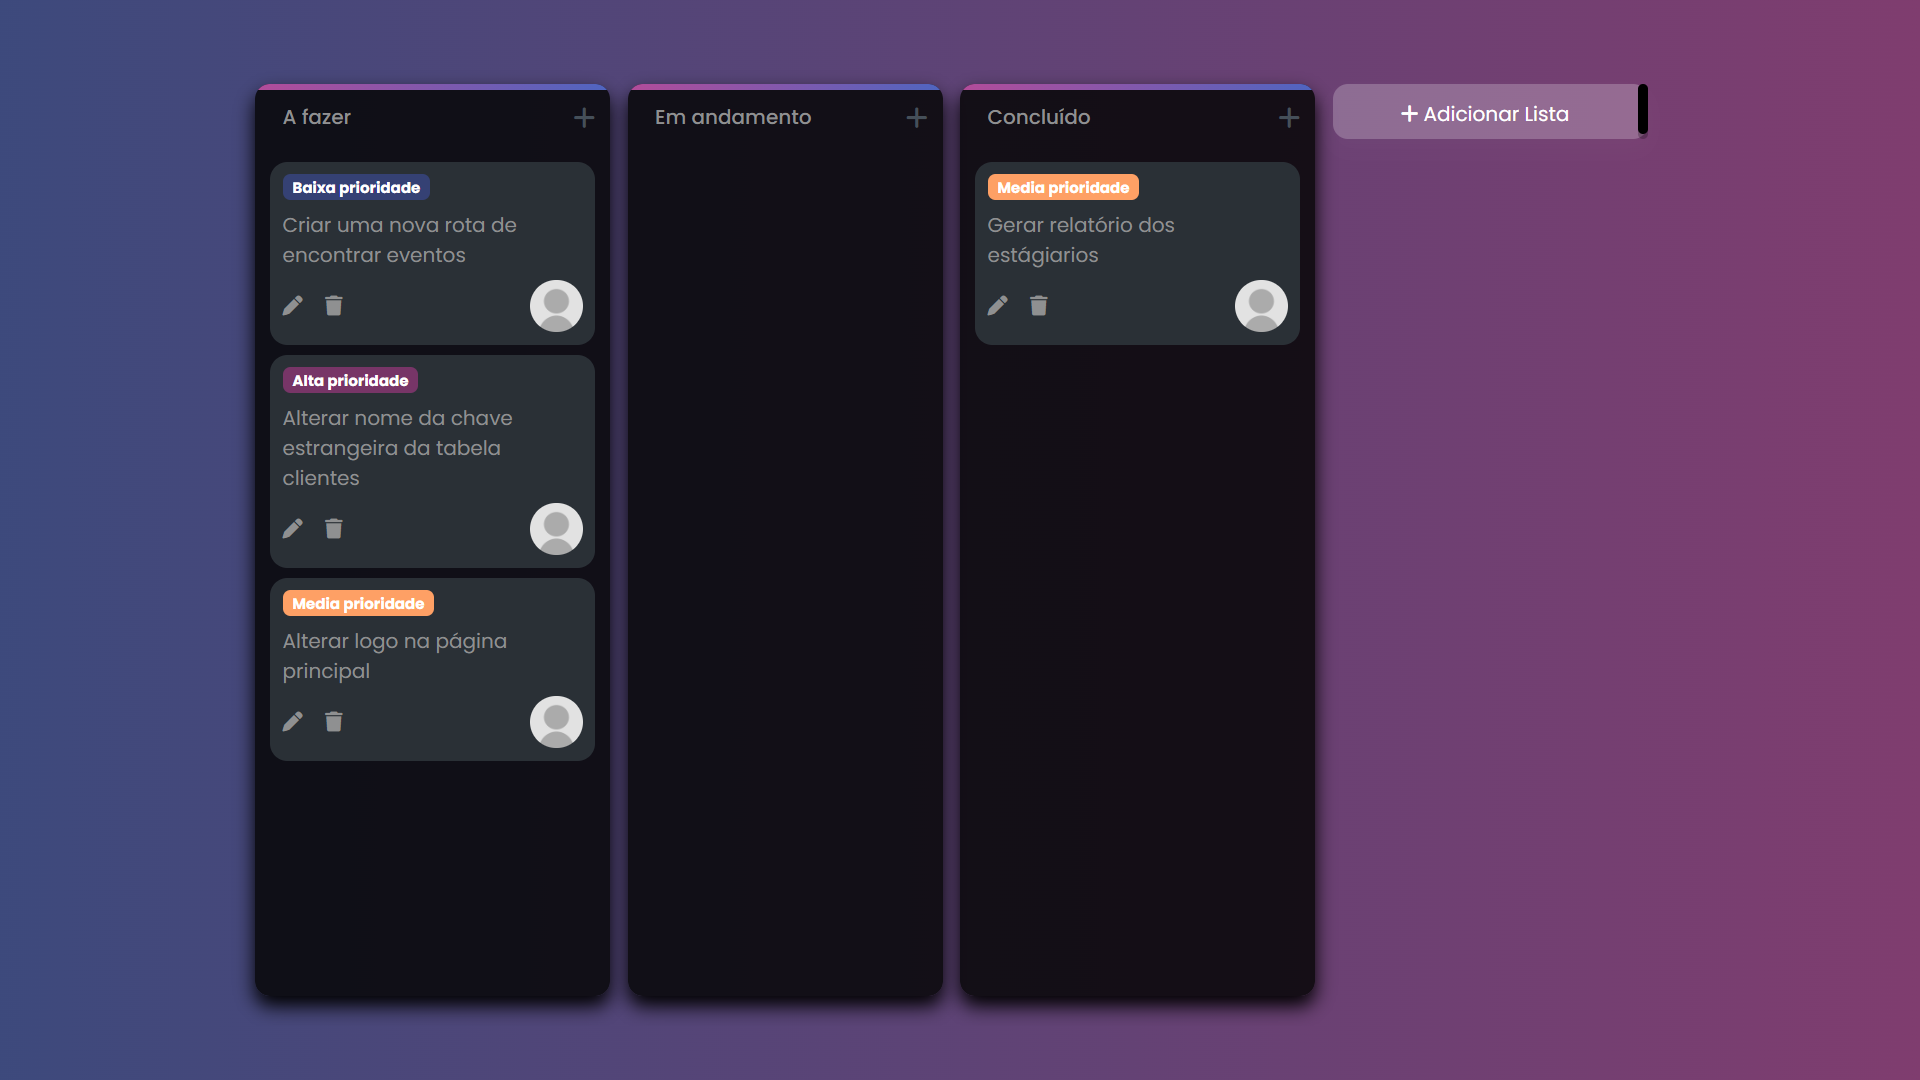 A fazer
Baixa prioridade
Criar uma nova rota de
encontrar eventos
Alta prioridade
Alterar nome da chave
estrangeira da tabela
clientes
Media prioridade
Alterar logo na página
principal
Em andamento
Concluído
Media prioridade
Gerar relatório dos
estágiarios
Adicionar Lista